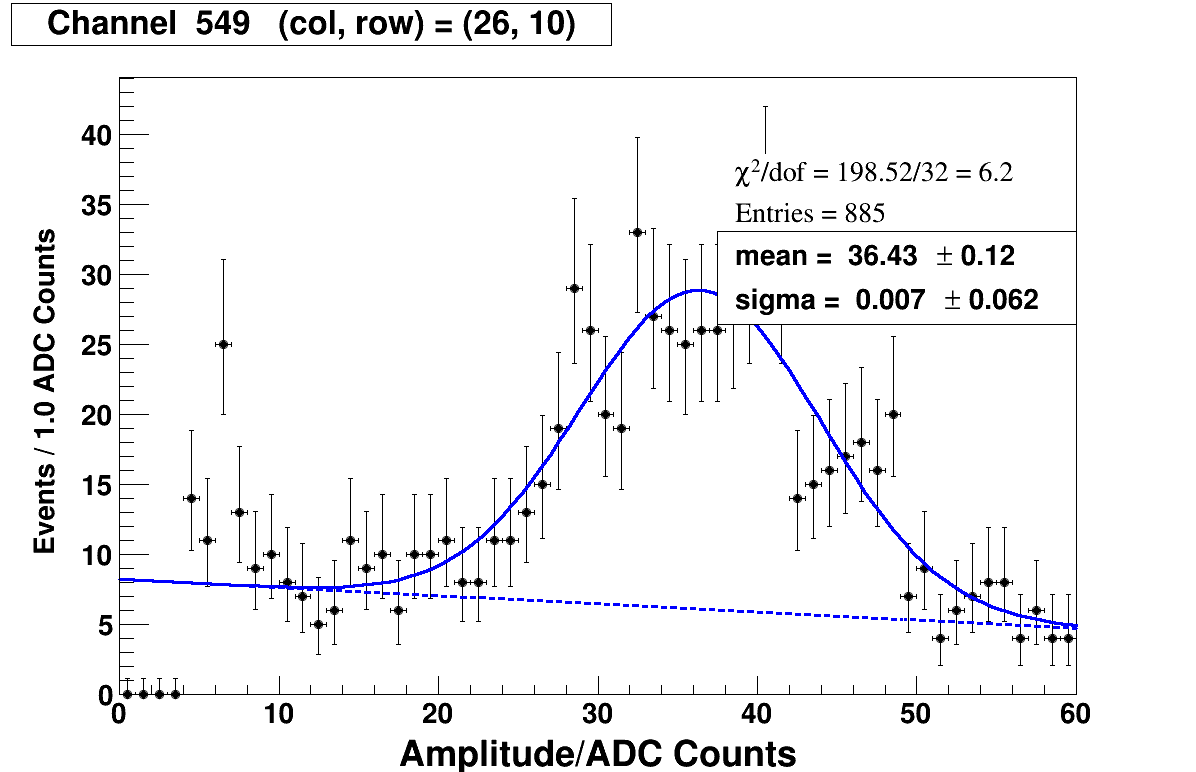 Channel 549 (col, row) = (26, 10)
40
35
30
25
20
15
10
5
0
Events / 1.0 ADC Counts
χ²/dof = 198.52/32 = 6.2
Entries = 885
mean = 36.43 ± 0.12
sigma = 0.007 ± 0.062
0 10 20 30 40 50 60
Amplitude/ADC Counts